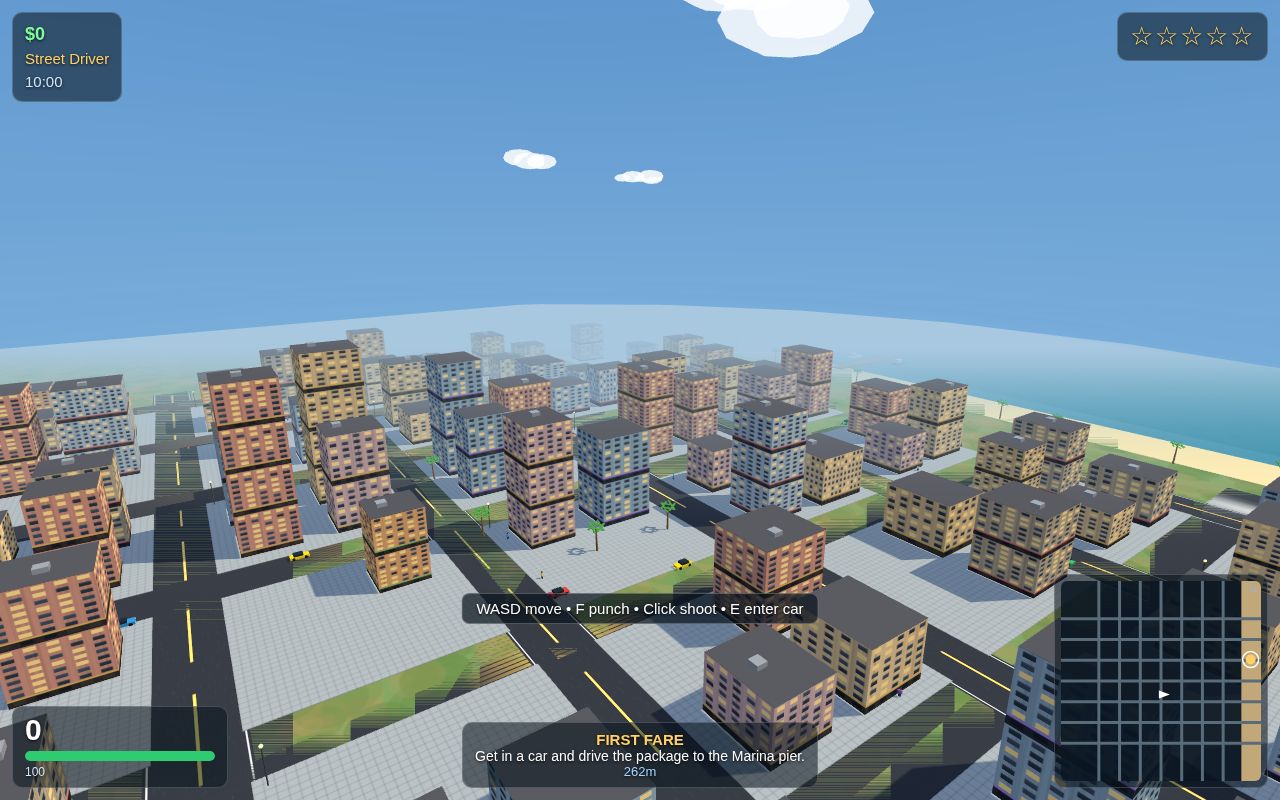 $0
Street Driver
10:00
☆☆☆☆☆
WASD move • F punch • Click shoot • E enter car
0
100
FIRST FARE
Get in a car and drive the package to the Marina pier.
262m